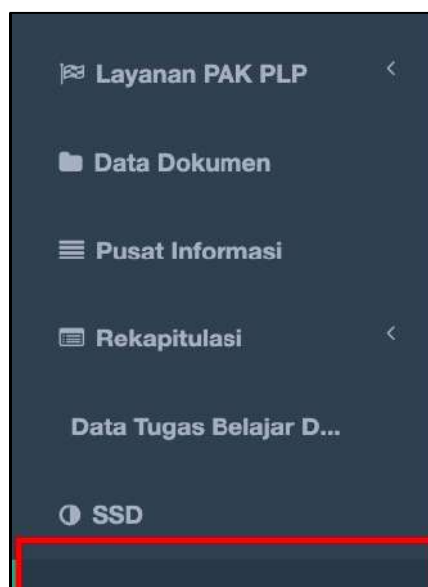 Layanan PAK PLP
Data Dokumen
Pusat Informasi
Rekapitulasi
Data Tugas Belajar D...
SSD